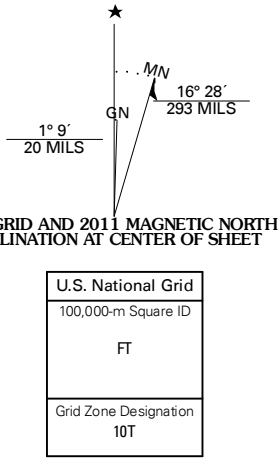 MN
GN
16° 28´
293 MILS
1° 9´
20 MILS
GRID AND 2011 MAGNETIC NORTH
LINATION AT CENTER OF SHEET
U.S. National Grid
100,000-m Square ID
FT
Grid Zone Designation
10T